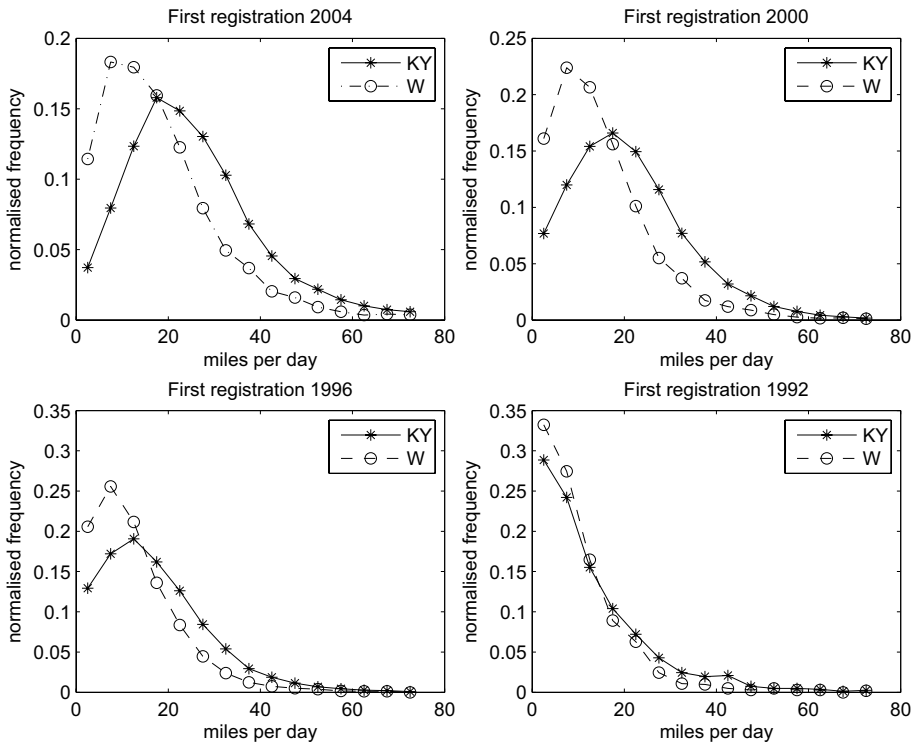 First registration 2004
0.2
0.15
0.1
0.05
0
normalised frequency
0 20 40 60 80
miles per day
KY
W
First registration 2000
0.25
0.2
0.15
0.1
0.05
0
normalised frequency
0 20 40 60 80
miles per day
KY
W
First registration 1996
0.35
0.3
0.25
0.2
0.15
0.1
0.05
0
normalised frequency
0 20 40 60 80
miles per day
KY
W
First registration 1992
0.35
0.3
0.25
0.2
0.15
0.1
0.05
0
normalised frequency
0 20 40 60 80
miles per day
KY
W